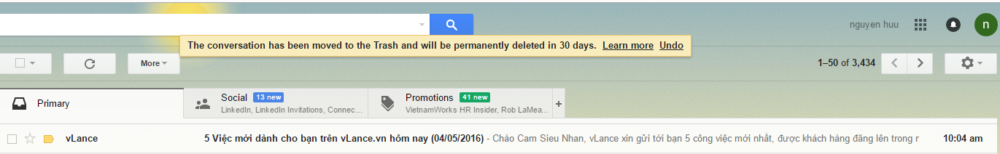 nguyen huu
n
The conversation has been moved to the Trash and will be permanently deleted in 30 days. Learn more Undo
More
1–50 of 3,434
Primary
Social 13 new
LinkedIn, LinkedIn Invitations, Connec...
Promotions 41 new
VietnamWorks HR Insider, Rob LaMea...
+
vLance 5 Việc mới dành cho bạn trên vLance.vn hôm nay (04/05/2016) - Chào Cam Sieu Nhan, vLance xin gửi tới bạn 5 công việc mới nhất, được khách hàng đăng lên trong n 10:04 am